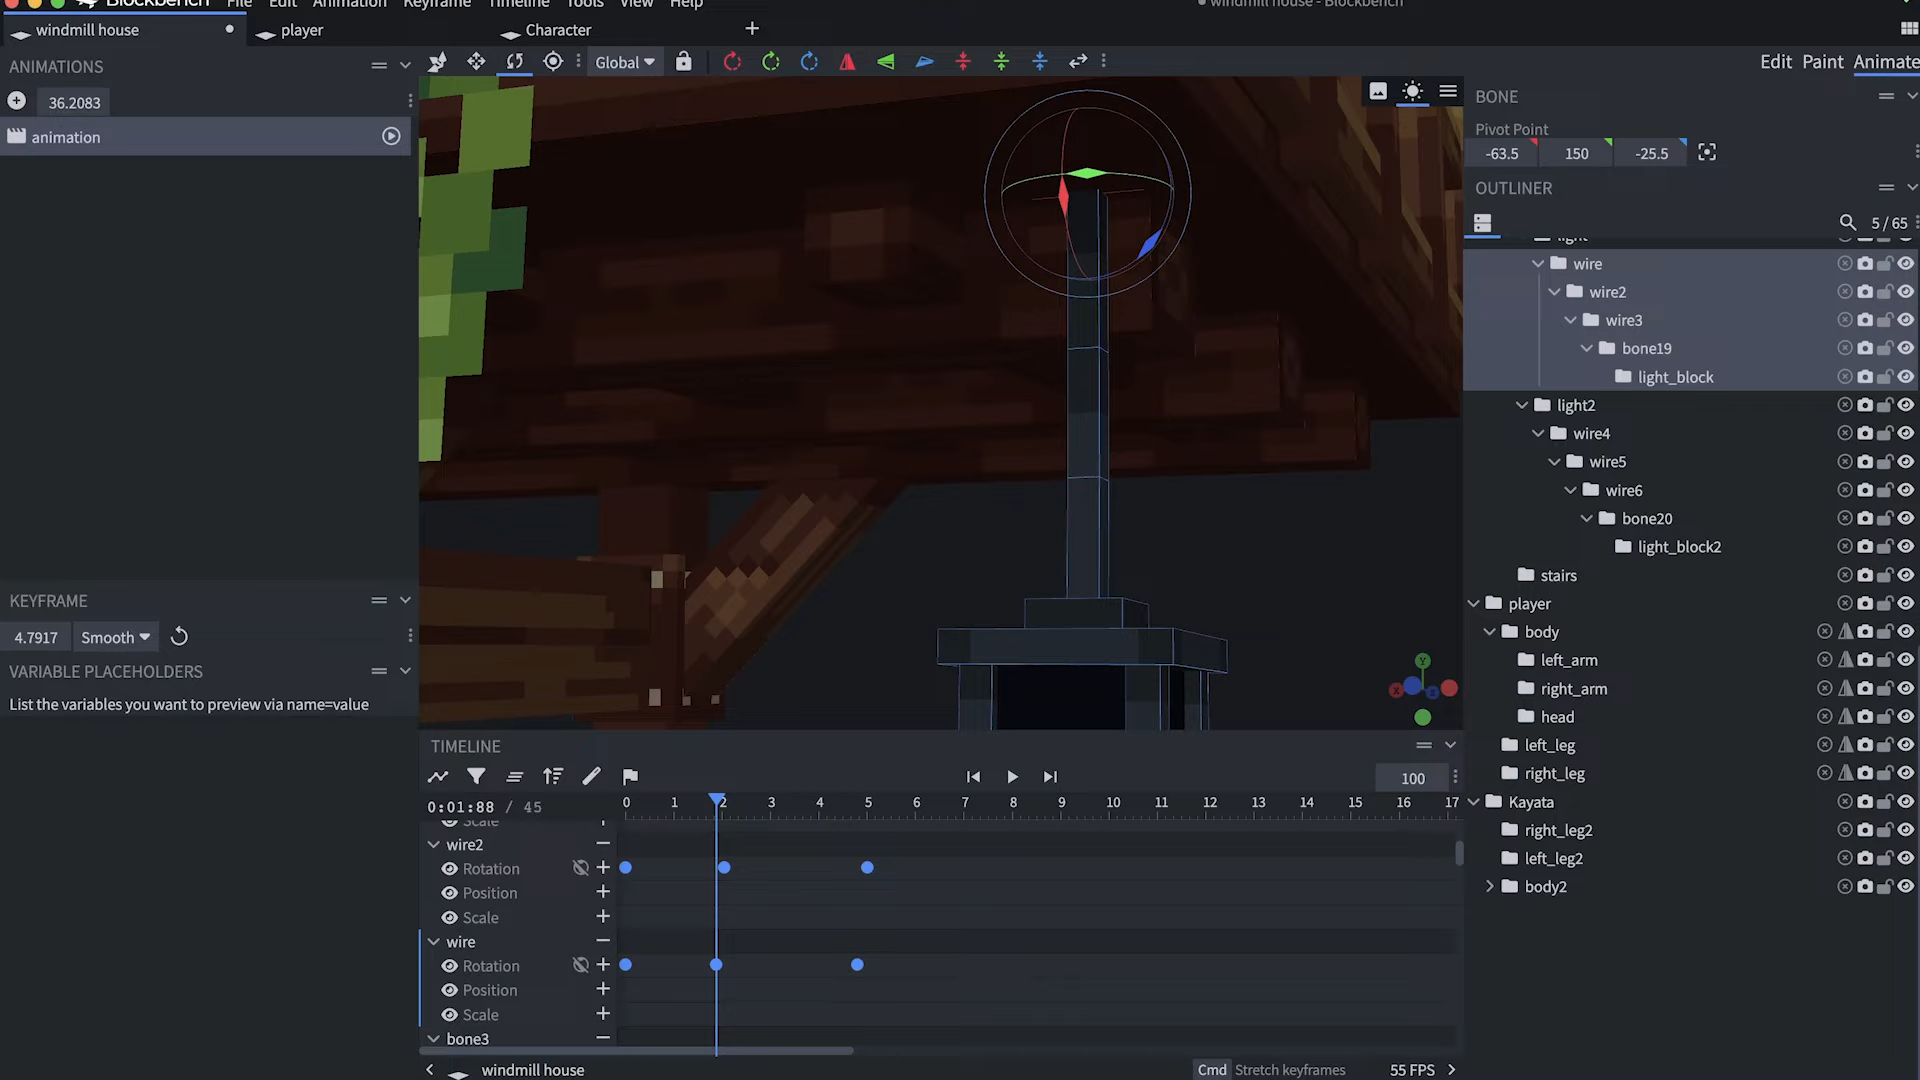 Blockbench File Edit Animation Keyframe Timeline Tools View Help
windmill house - Blockbench
windmill house player Character
ANIMATIONS
36.2083
animation
Global
Edit Paint Animate
BONE
Pivot Point
-63.5 150 -25.5
OUTLINER
5 / 65
light
wire
wire2
wire3
bone19
light_block
light2
wire4
wire5
wire6
bone20
light_block2
stairs
player
body
left_arm
right_arm
head
left_leg
right_leg
Kayata
right_leg2
left_leg2
body2
KEYFRAME
4.7917 Smooth
VARIABLE PLACEHOLDERS
List the variables you want to preview via name=value
Y
X
Z
TIMELINE
100
0:01:88 / 45
0 1 2 3 4 5 6 7 8 9 10 11 12 13 14 15 16 17
Scale
wire2
Rotation
Position
Scale
wire
Rotation
Position
Scale
bone3
windmill house
Cmd Stretch keyframes 55 FPS